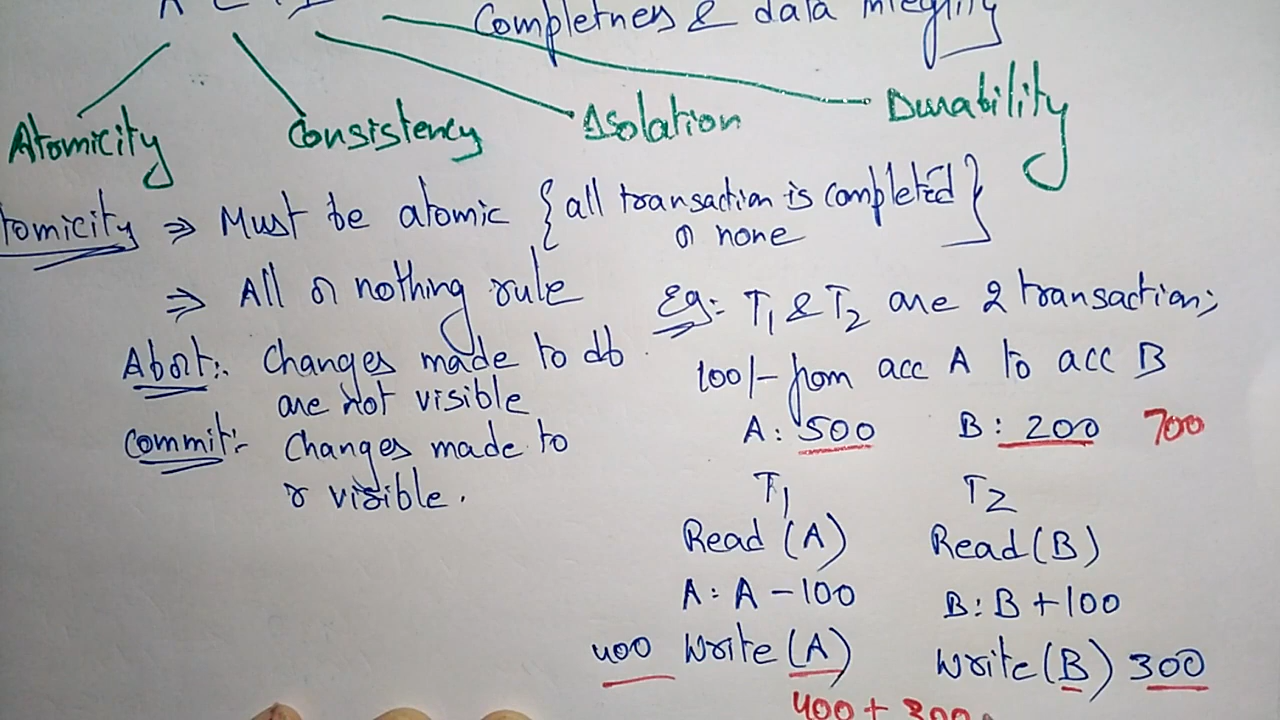 A C I
Completness & data integrity
Atomicity Consistency Isolation Durability
tomicity ⇒ Must be atomic {all transaction is completed}
or none
⇒ All or nothing rule
Eg:- T1 & T2 are 2 transaction;
Abort:- Changes made to db
are not visible
100/- from acc A to acc B
Commit:- Changes made to
r visible.
A: 500 B: 200 700
T1 T2
Read (A) Read(B)
A: A - 100 B: B + 100
400 Write (A) Write(B) 300
400 + 300